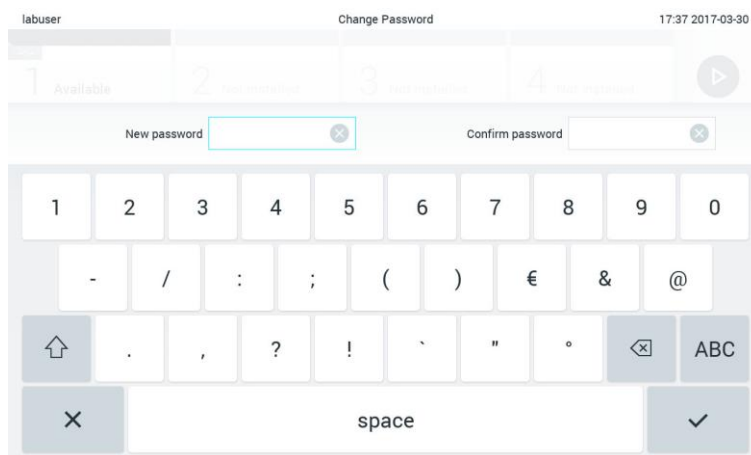 labuser Change Password 17:37 2017-03-30
1 Available 2 Not installed 3 Not installed 4 Not installed
New password Confirm password
1 2 3 4 5 6 7 8 9 0
- / : ; ( ) € & @
. , ? ! ` " ° ABC
space